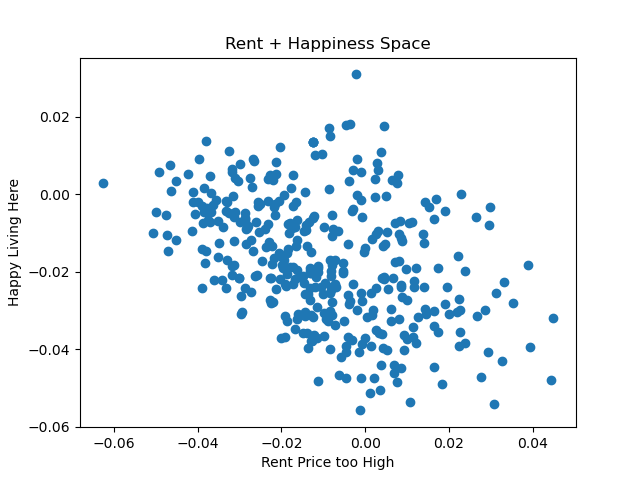 Rent + Happiness Space
Happy Living Here
0.02
0.00
−0.02
−0.04
−0.06
−0.06 −0.04 −0.02 0.00 0.02 0.04
Rent Price too High